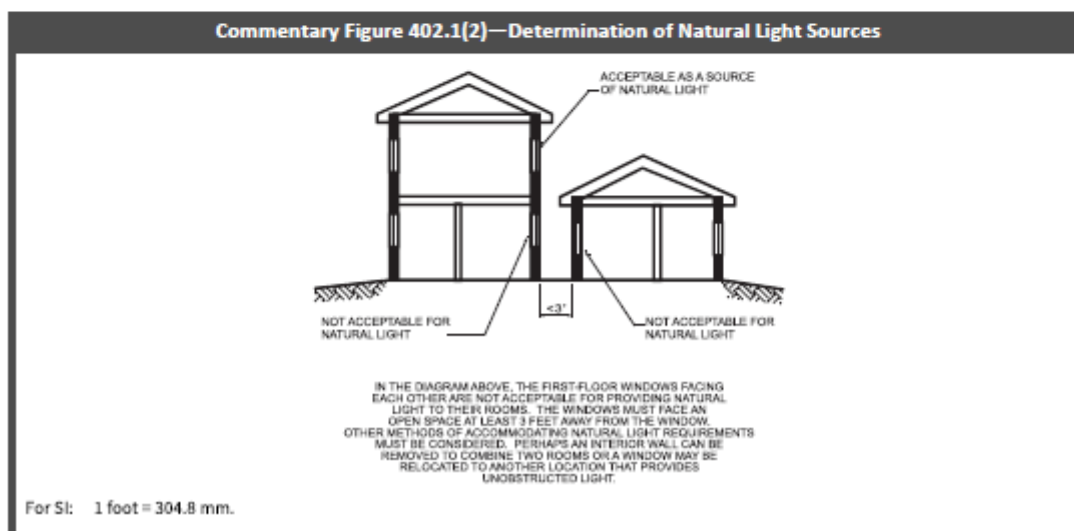 Commentary Figure 402.1(2)—Determination of Natural Light Sources
ACCEPTABLE AS A SOURCE
OF NATURAL LIGHT
<3'
NOT ACCEPTABLE FOR
NATURAL LIGHT
NOT ACCEPTABLE FOR
NATURAL LIGHT
IN THE DIAGRAM ABOVE, THE FIRST-FLOOR WINDOWS FACING
EACH OTHER ARE NOT ACCEPTABLE FOR PROVIDING NATURAL
LIGHT TO THEIR ROOMS. THE WINDOWS MUST FACE AN
OPEN SPACE AT LEAST 3 FEET AWAY FROM THE WINDOW.
OTHER METHODS OF ACCOMMODATING NATURAL LIGHT REQUIREMENTS
MUST BE CONSIDERED. PERHAPS AN INTERIOR WALL CAN BE
REMOVED TO COMBINE TWO ROOMS OR A WINDOW MAY BE
RELOCATED TO ANOTHER LOCATION THAT PROVIDES
UNOBSTRUCTED LIGHT.
For SI: 1 foot = 304.8 mm.